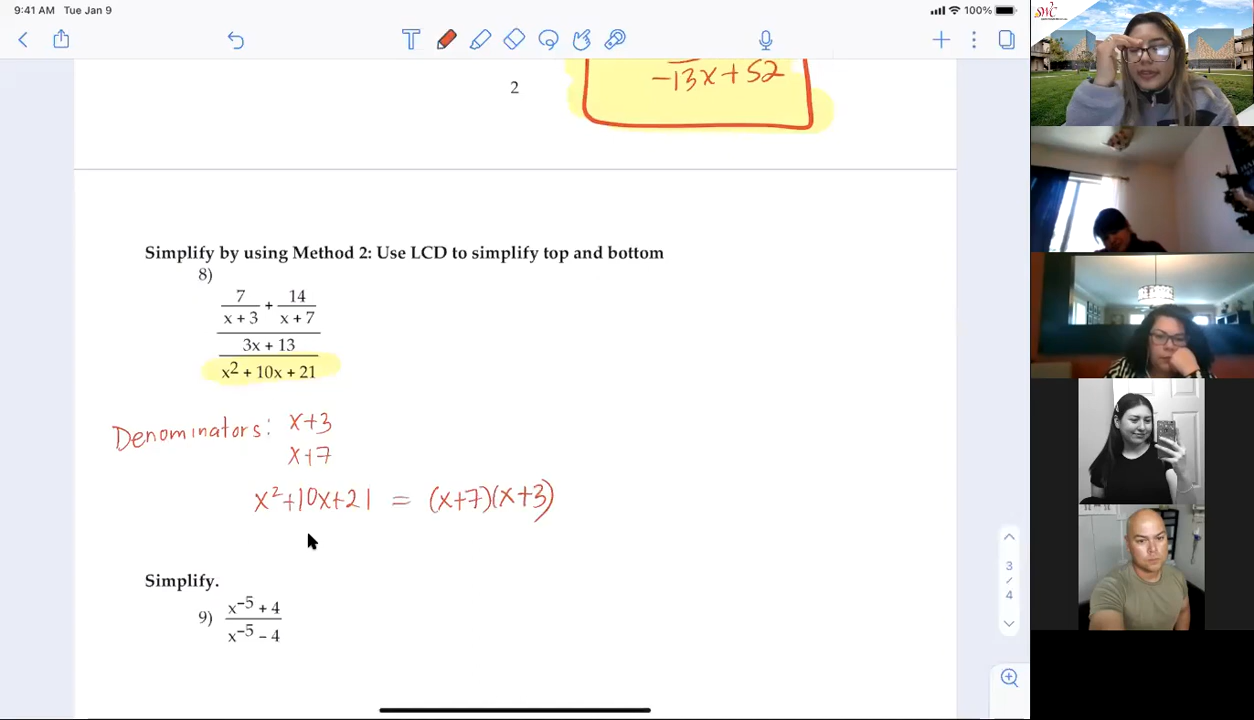 9:41 AM Tue Jan 9
100%
T
-13x + 52
2
Simplify by using Method 2: Use LCD to simplify top and bottom
8)
7 14
+
x + 3 x + 7
3x + 13
x² + 10x + 21
Denominators: x+3
x+7
x²+10x+21 = (x+7)(x+3)
Simplify.
9) x⁻⁵ + 4
x⁻⁵ − 4
3
/
4
SWC